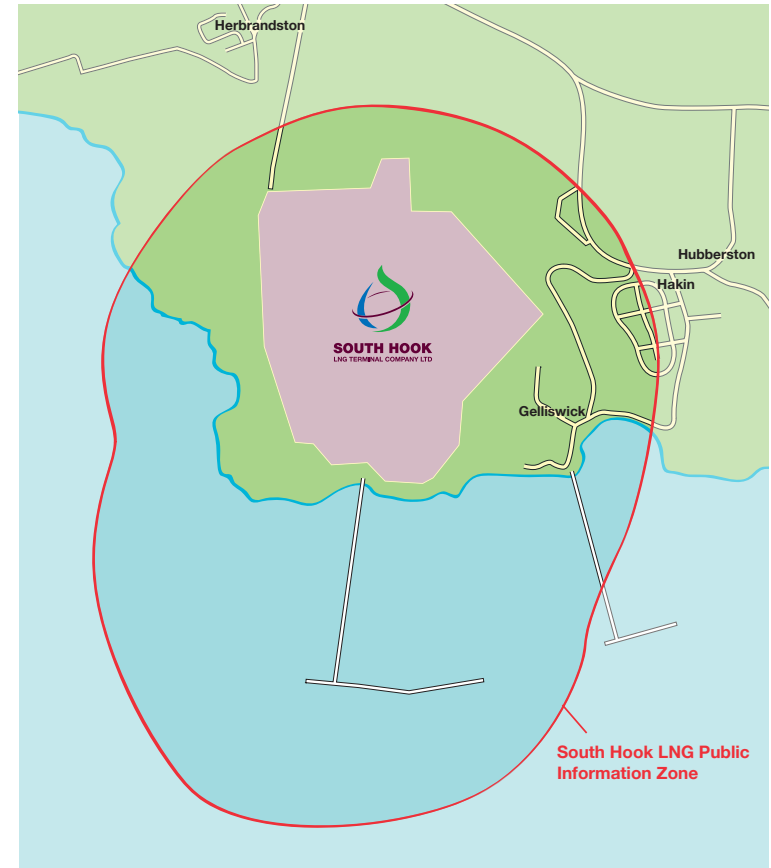 Herbrandston
Hubberston
Hakin
SOUTH HOOK
LNG TERMINAL COMPANY LTD
Gelliswick
South Hook LNG Public
Information Zone